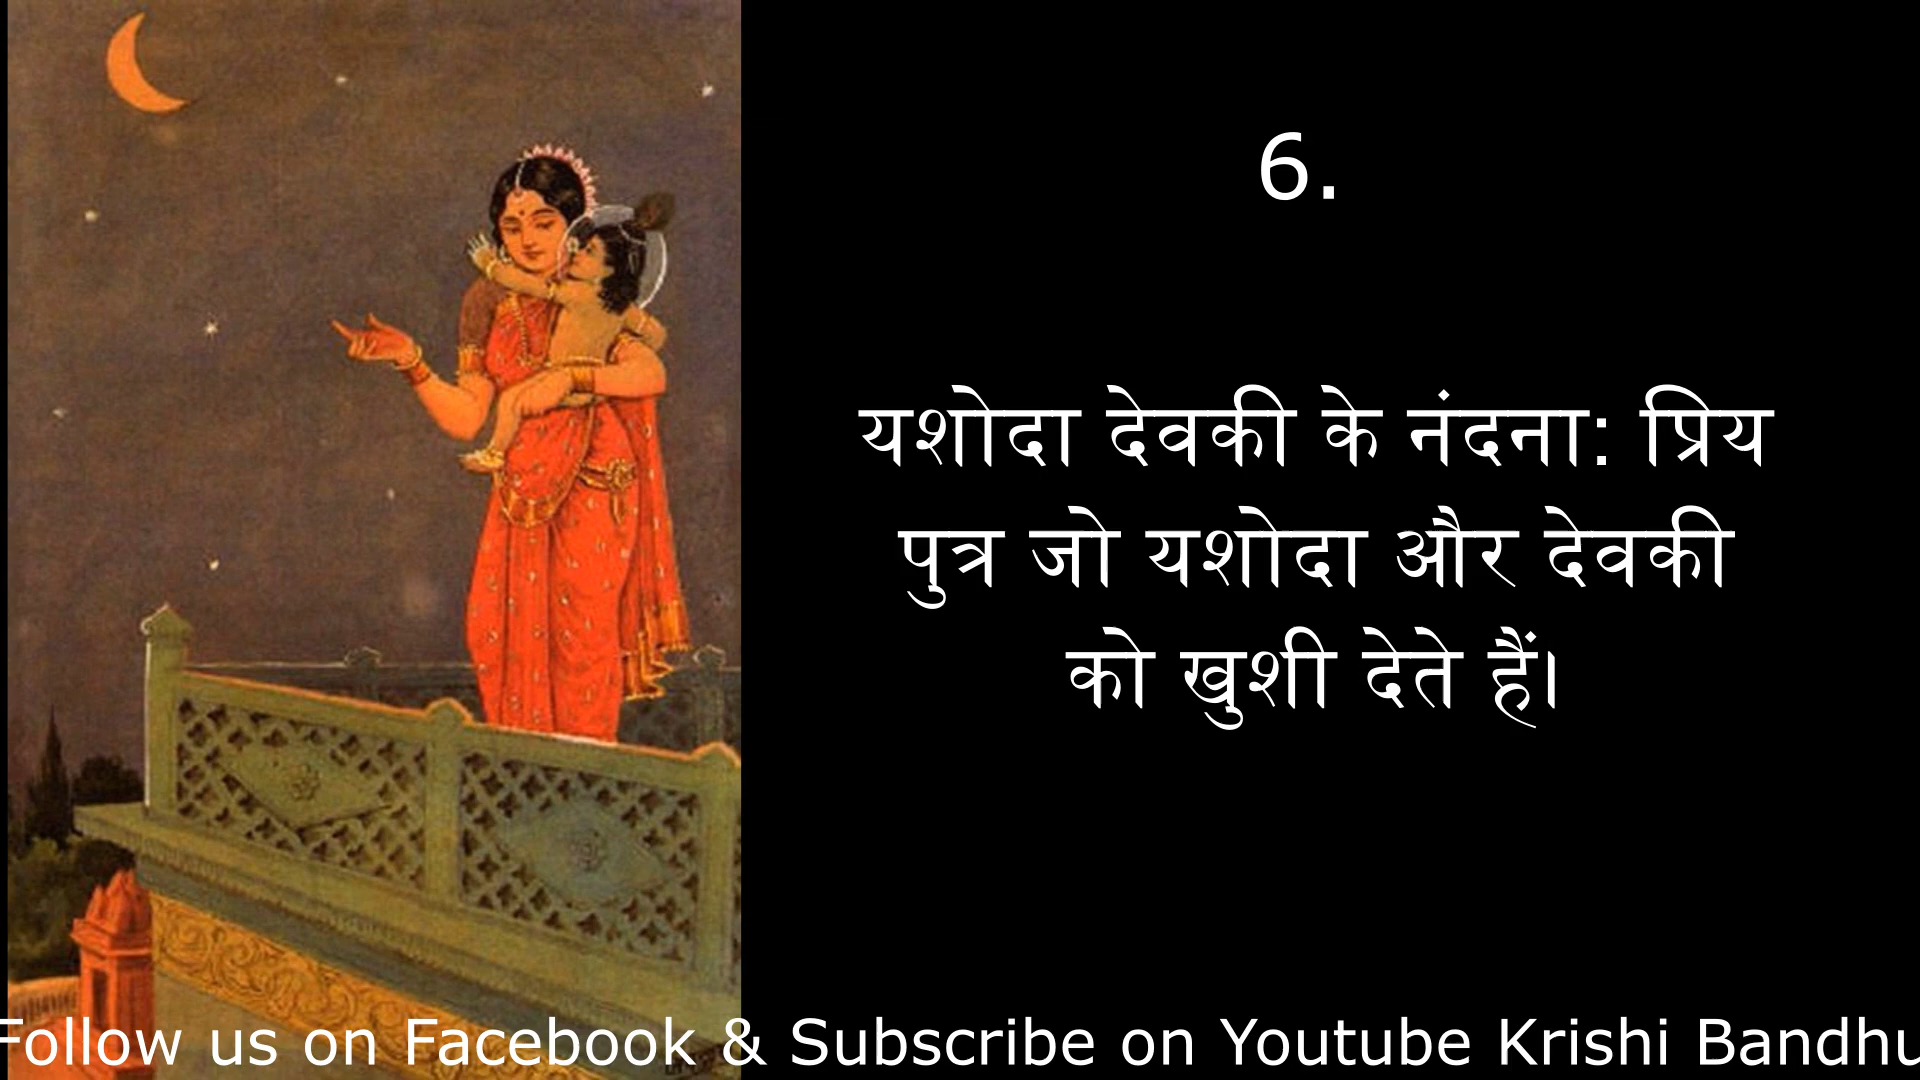 6.
यशोदा देवकी के नंदना: प्रिय
पुत्र जो यशोदा और देवकी
को खुशी देते हैं।
Follow us on Facebook & Subscribe on Youtube Krishi Bandhu